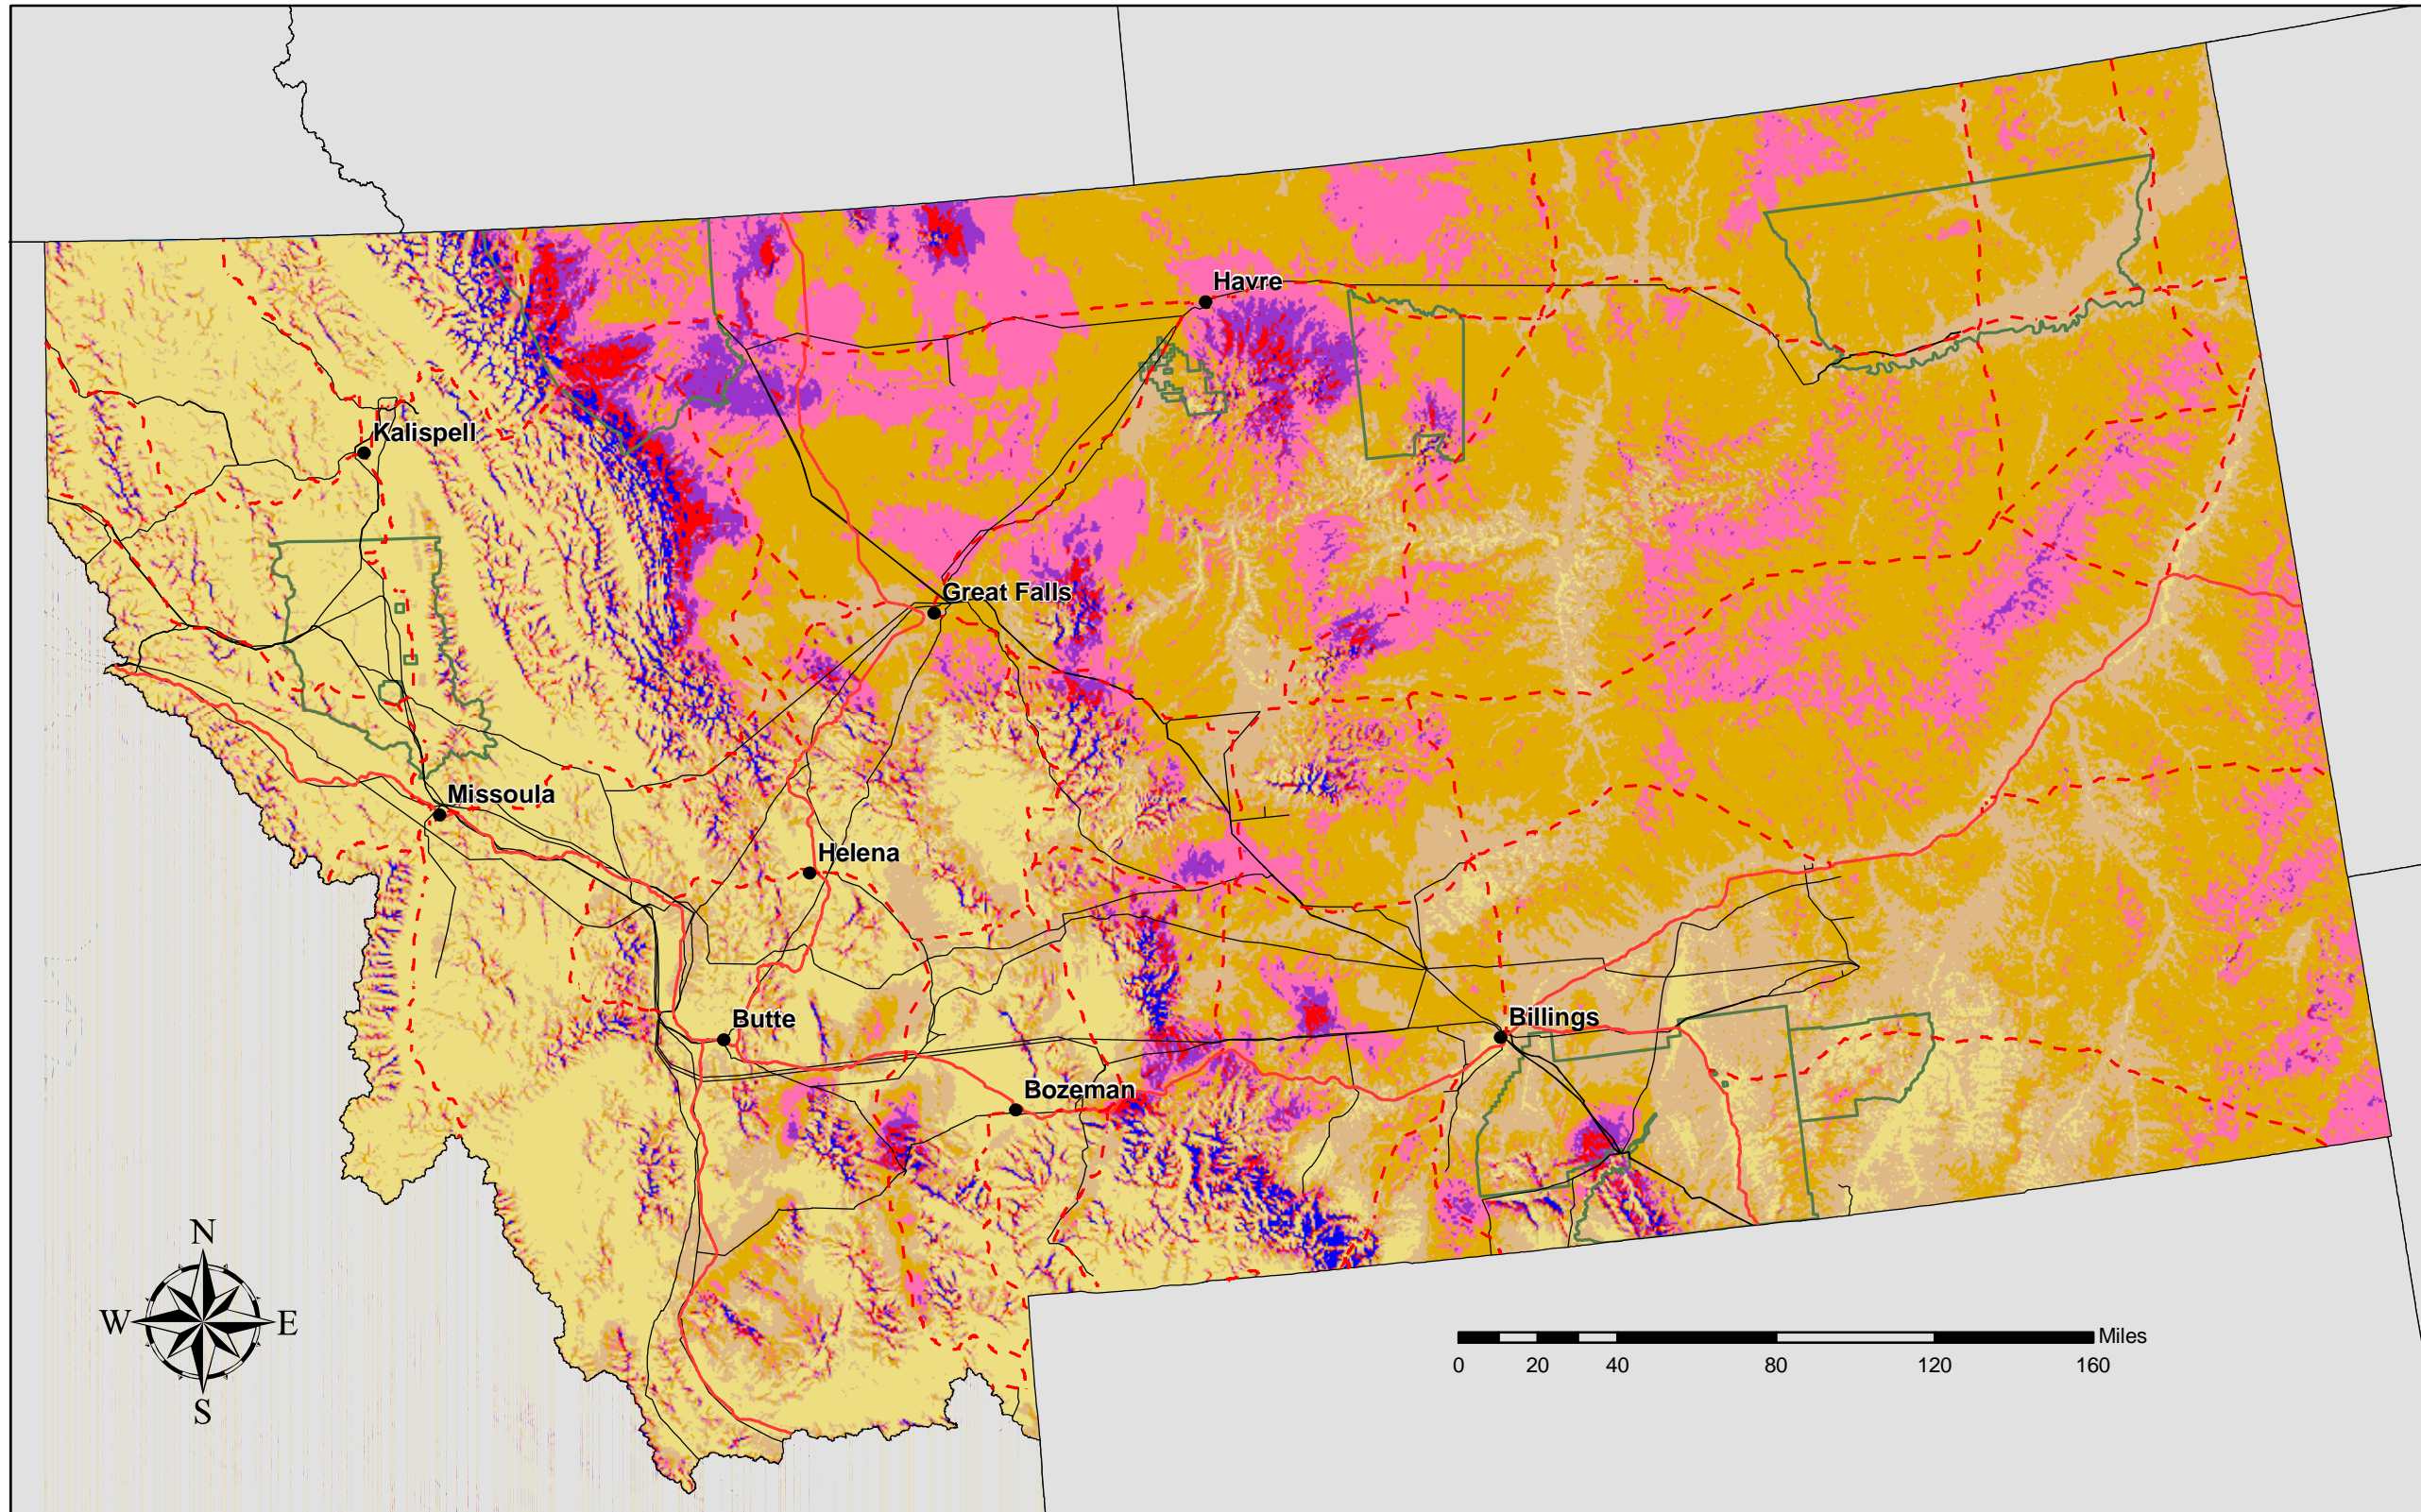 Havre
Kalispell
Great Falls
Missoula
Helena
Butte
Billings
Bozeman
N
W E
S
Miles
0 20 40 80 120 160